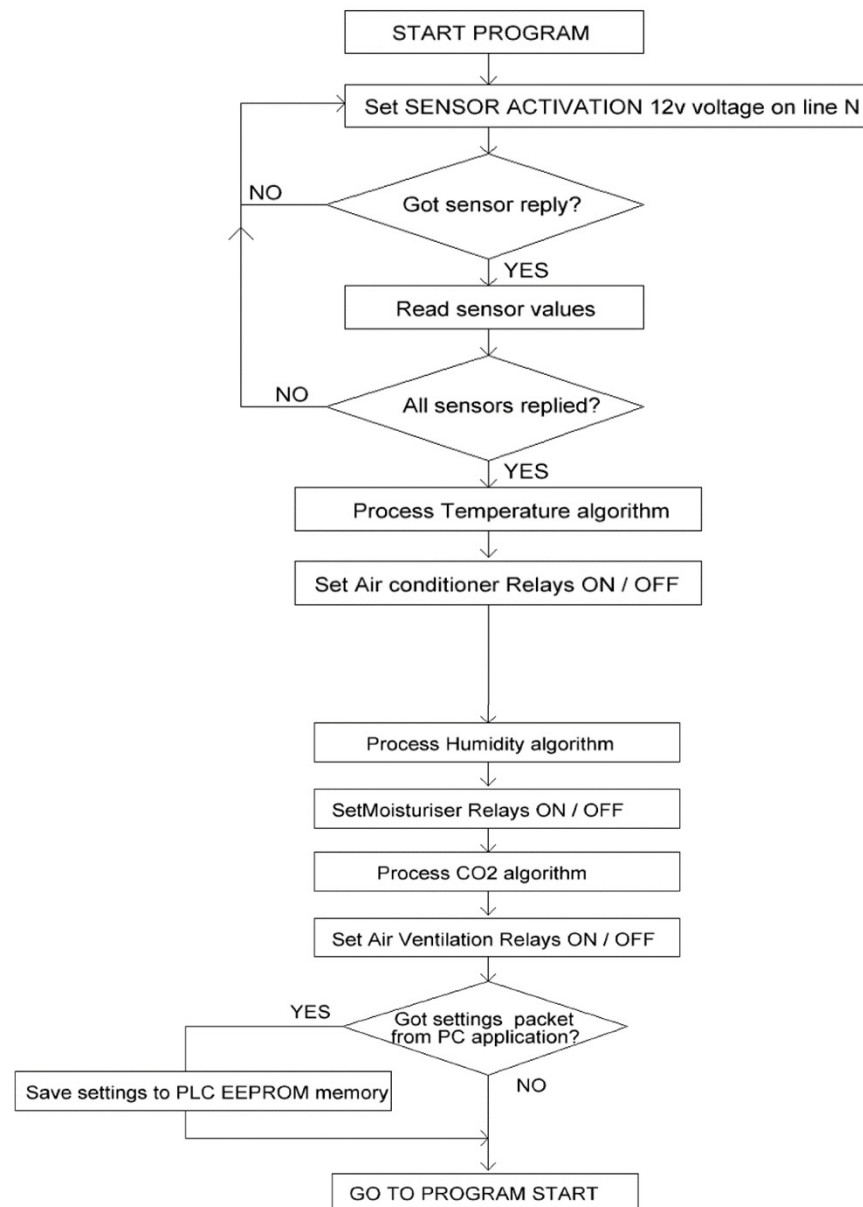 START PROGRAM
Set SENSOR ACTIVATION 12v voltage on line N
NO
Got sensor reply?
YES
Read sensor values
NO
All sensors replied?
YES
Process Temperature algorithm
Set Air conditioner Relays ON / OFF
Process Humidity algorithm
SetMoisturiser Relays ON / OFF
Process CO2 algorithm
Set Air Ventilation Relays ON / OFF
YES
Got settings packet
from PC application?
NO
Save settings to PLC EEPROM memory
GO TO PROGRAM START